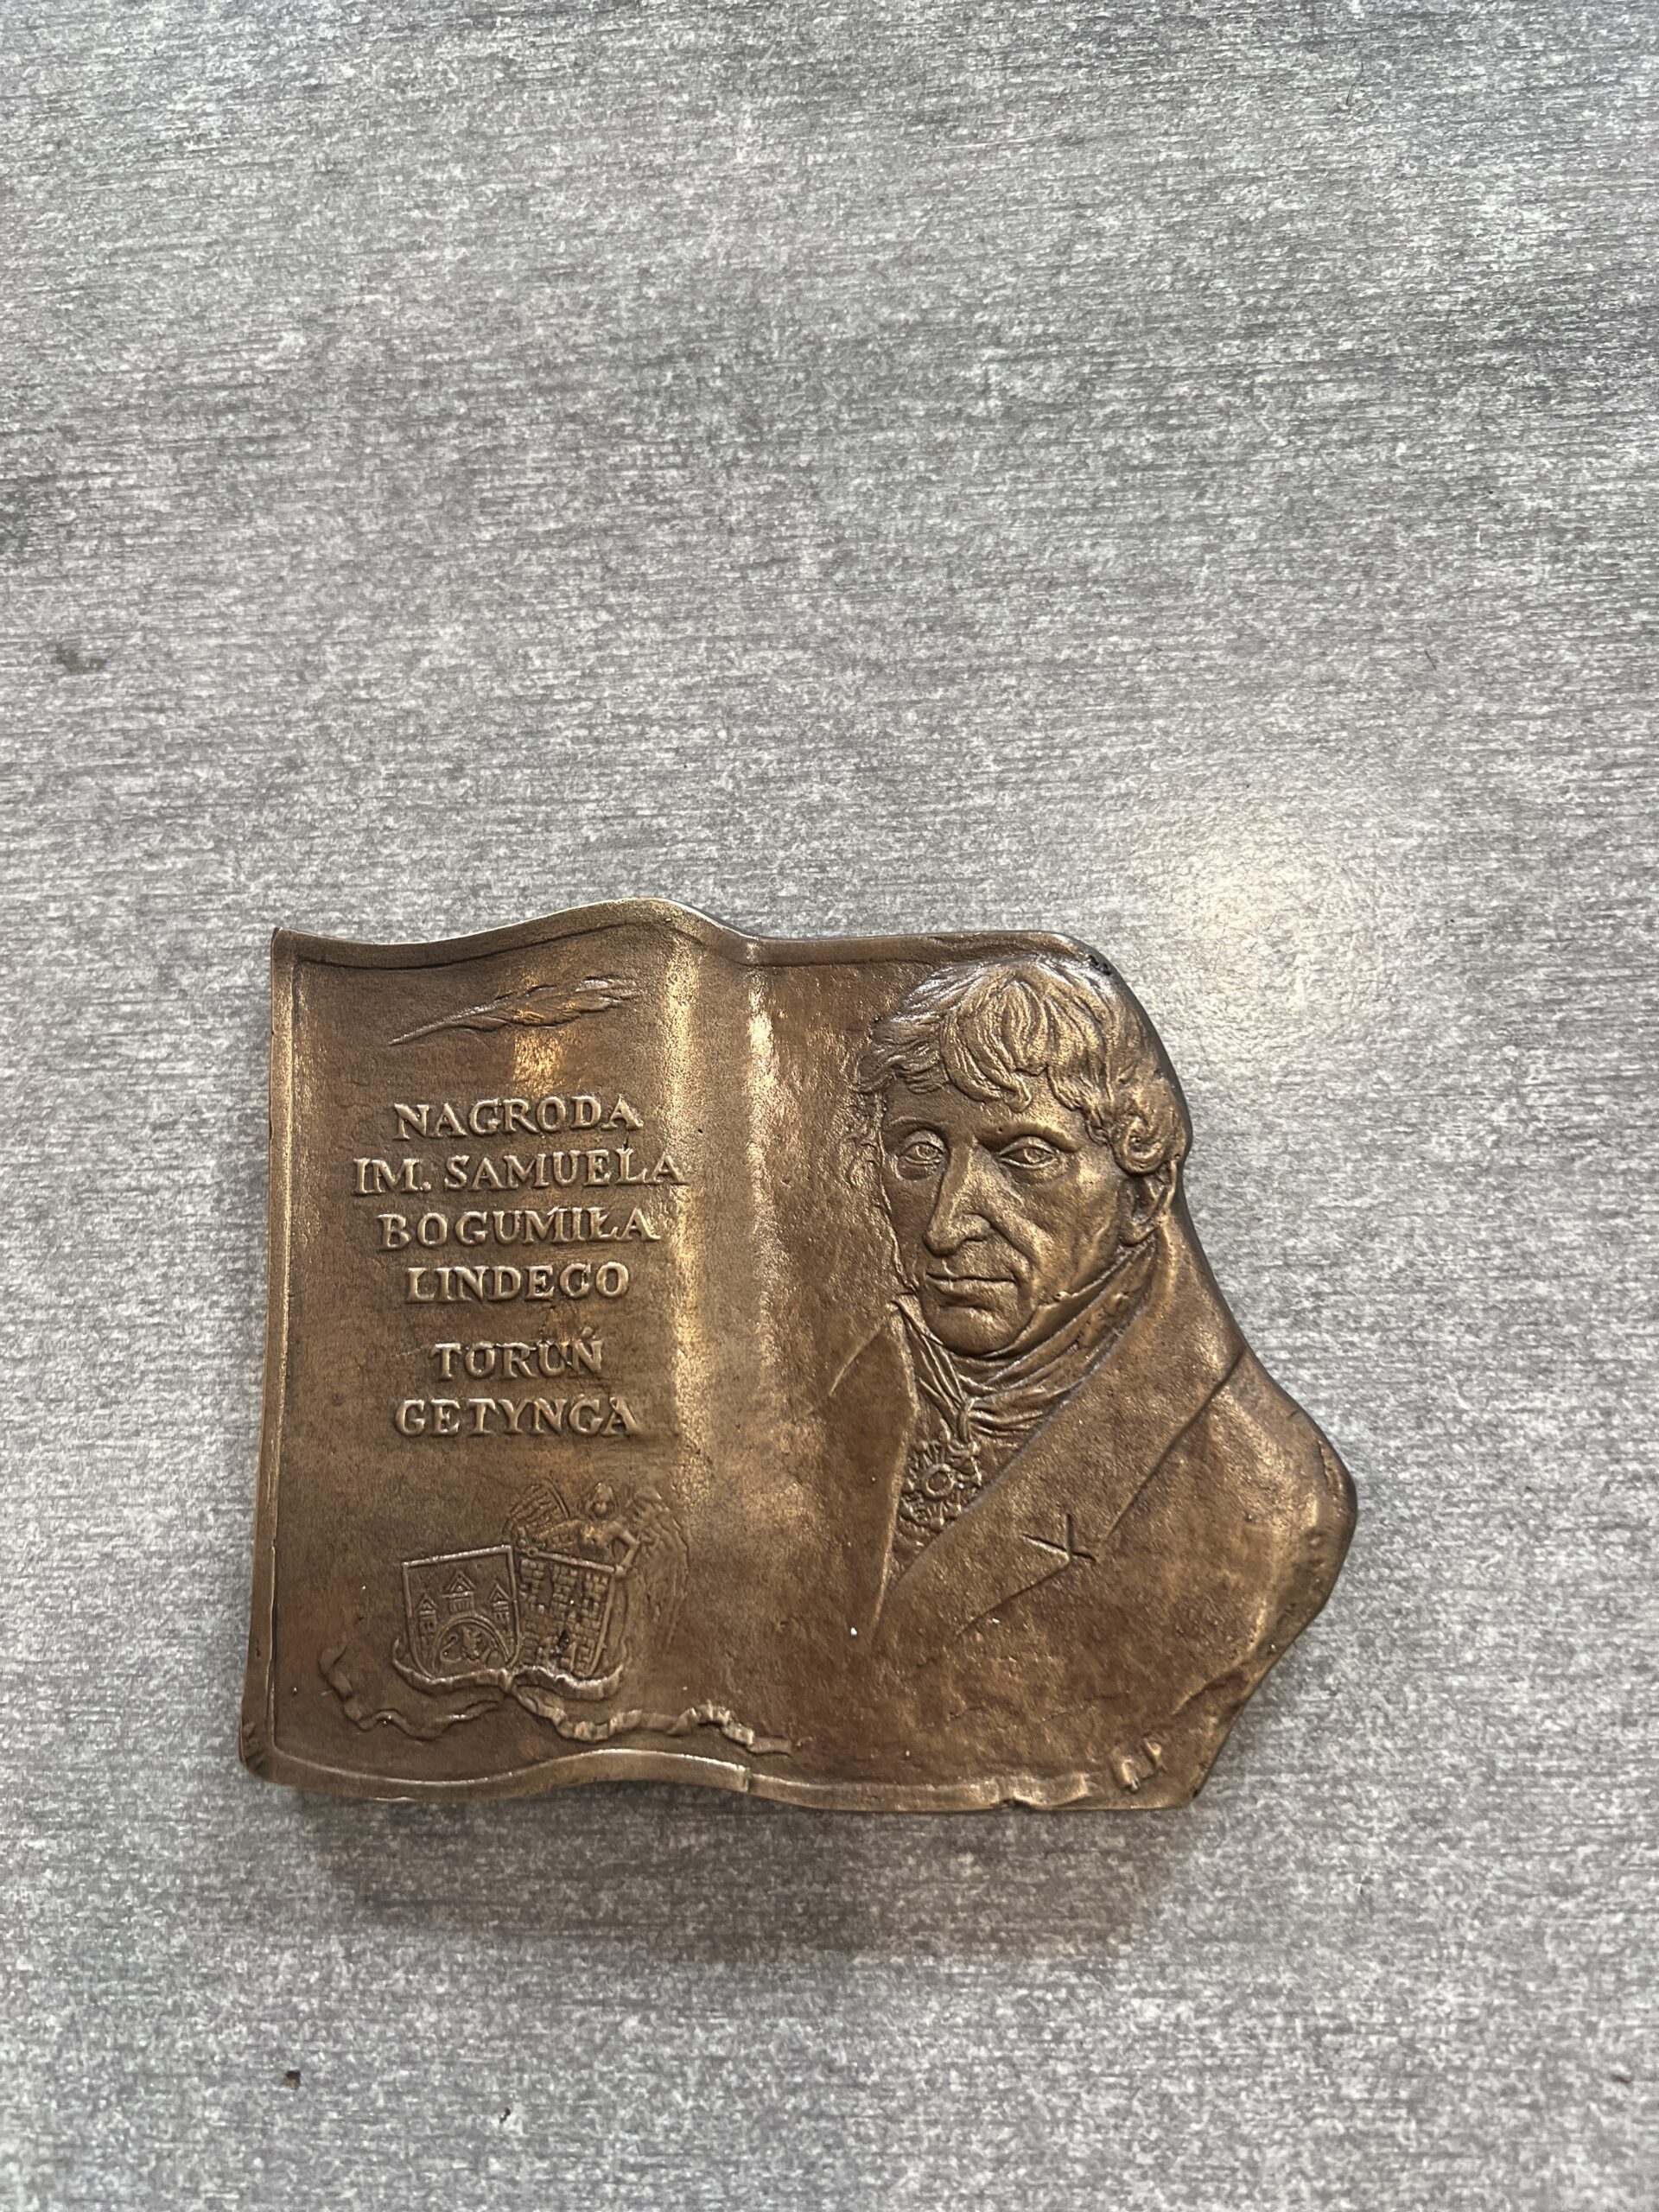 NAGRODA
IM. SAMUELA
BOGUMIŁA
LINDEGO
TORUŃ
GETYNGA